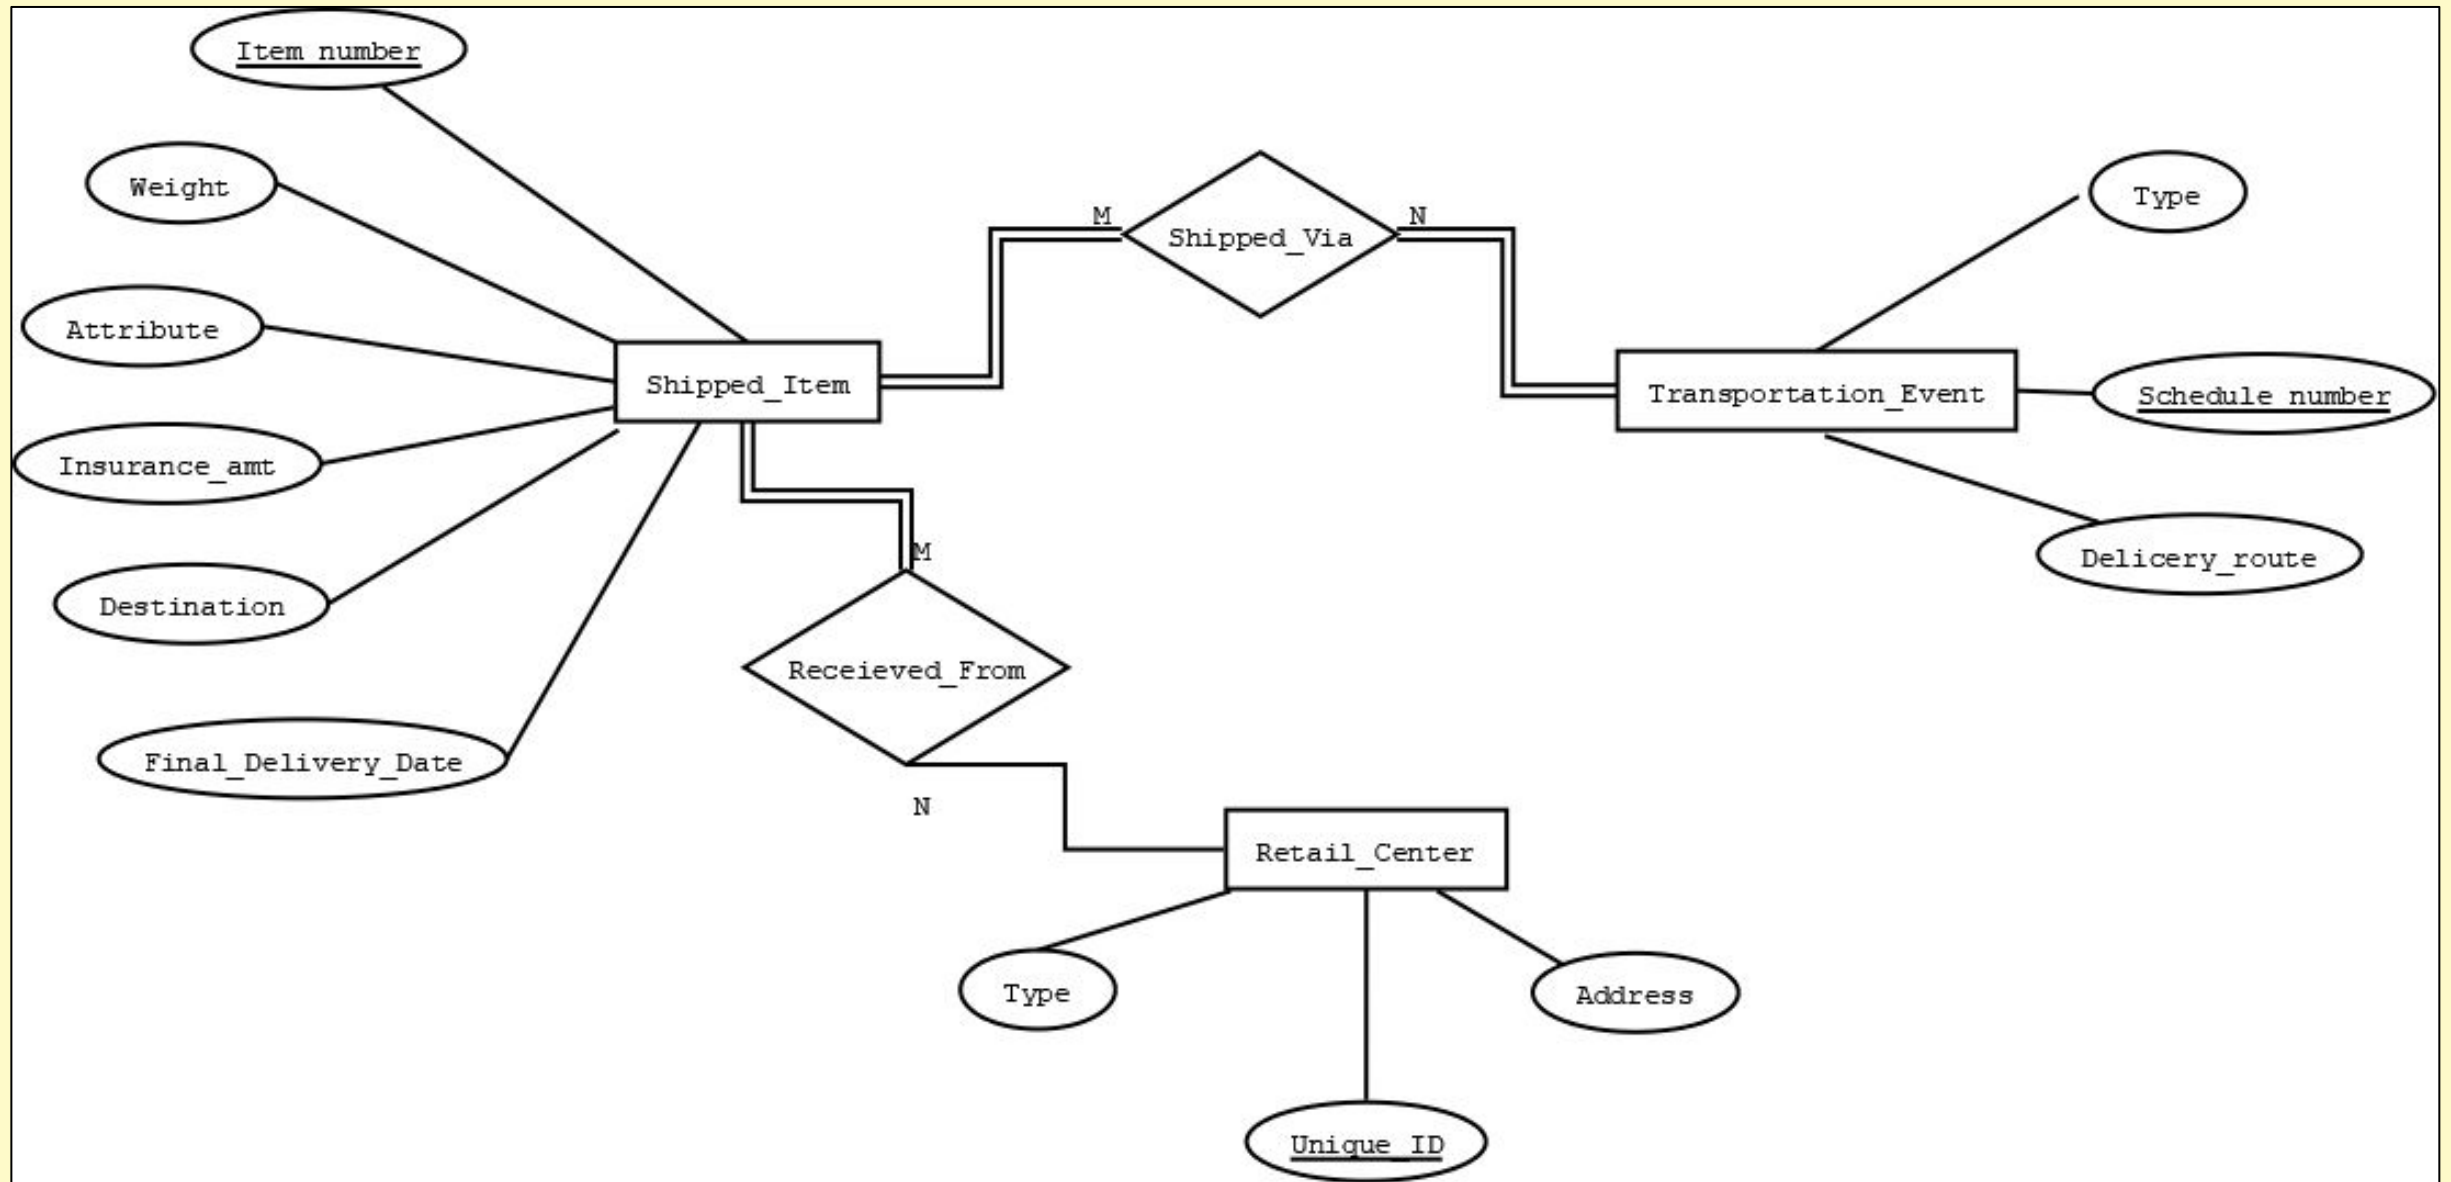 Item number
Weight
Attribute
Insurance_amt
Destination
Final_Delivery_Date
Shipped_Item
M
Shipped_Via
N
Transportation_Event
Type
Schedule number
Delicery_route
M
Receieved_From
N
Retail_Center
Type
Unique_ID
Address